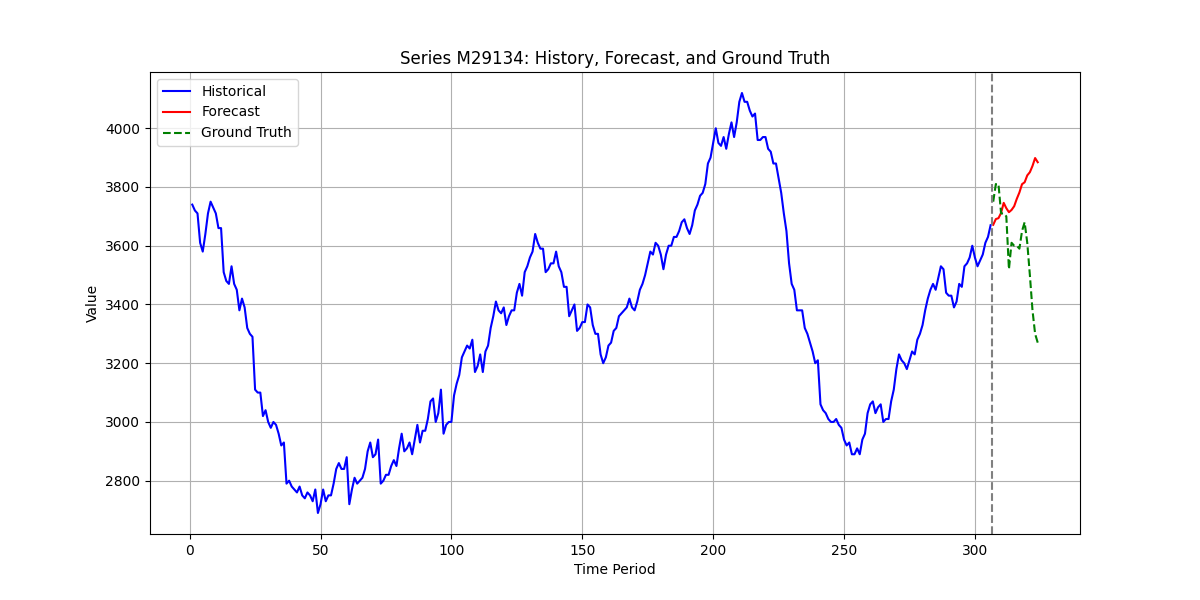 Series M29134: History, Forecast, and Ground Truth
Historical
Forecast
Ground Truth
Value
4000
3800
3600
3400
3200
3000
2800
0 50 100 150 200 250 300
Time Period